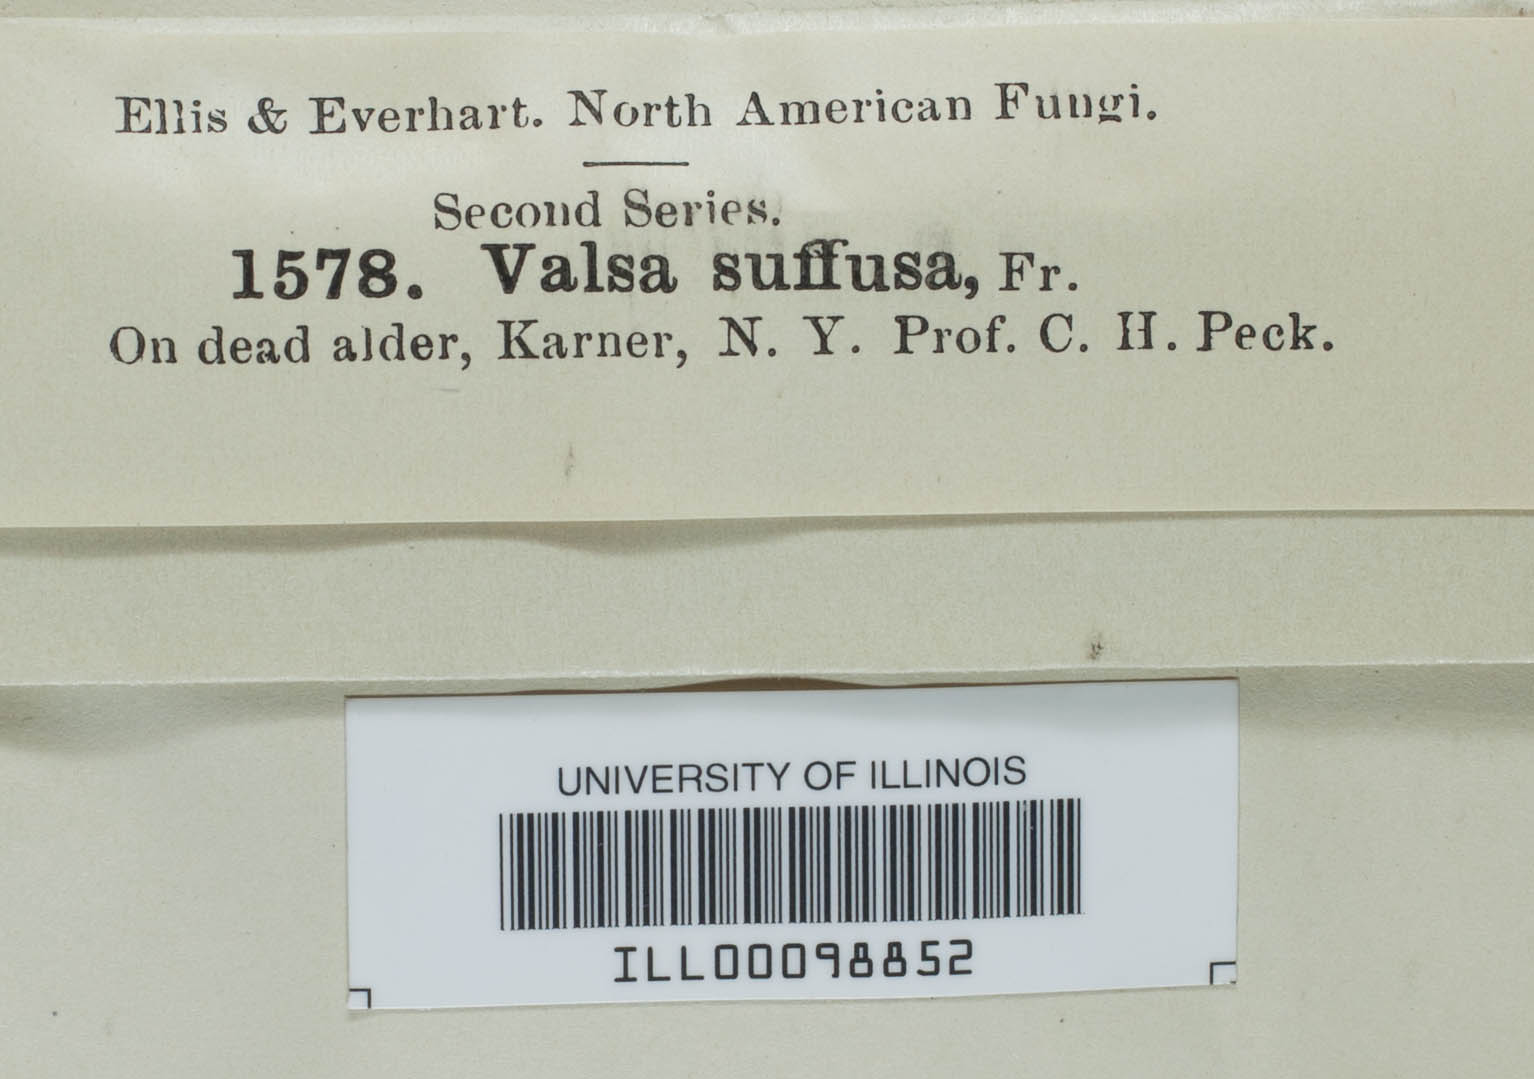 Ellis & Everhart. North American Fungi.
Second Series.
1578. Valsa suffusa, Fr.
On dead alder, Karner, N. Y. Prof. C. H. Peck.
UNIVERSITY OF ILLINOIS
ILL00098852